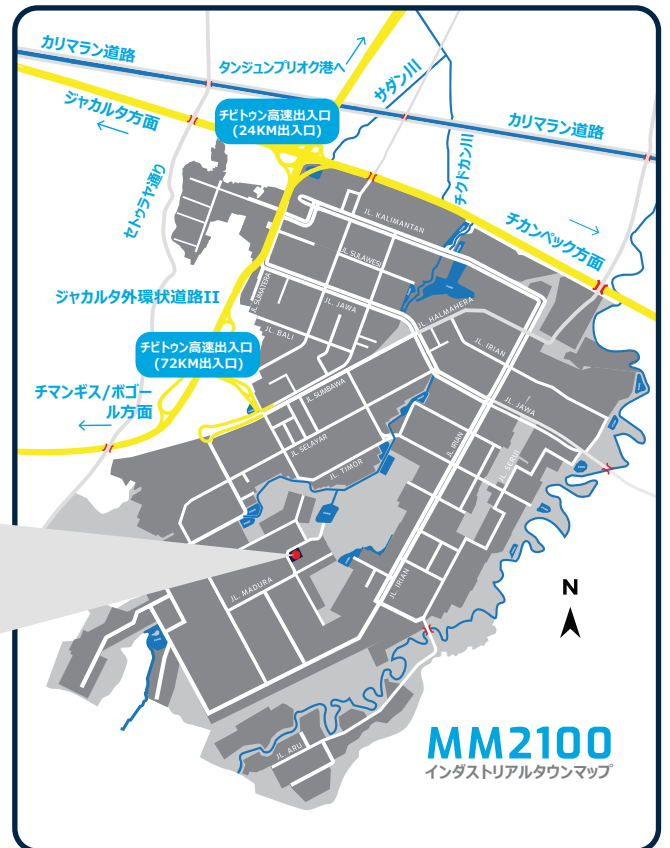 カリマラン道路
タンジュンプリオク港へ
サダン川
ジャカルタ方面
チビトゥン高速出入口
(24KM出入口)
カリマラン道路
チクドカン川
セトゥラヤ通り
JL. KALIMANTAN
チカンペック方面
JL. SULAWESI
JL. SUMATERA
ジャカルタ外環状道路II
JL. JAWA
JL. HALMAHERA
JL. BALI
JL. IRIAN
チビトゥン高速出入口
(72KM出入口)
JL. SUMBAWA
チマンギス/ボゴー
ル方面
JL. JAWA
JL. SELAYAR
JL. IRIAN
JL. TIMOR
JL. SERUI
JL. MADURA
JL. IRIAN
N
MM2100
インダストリアルタウンマップ
JL. ARU